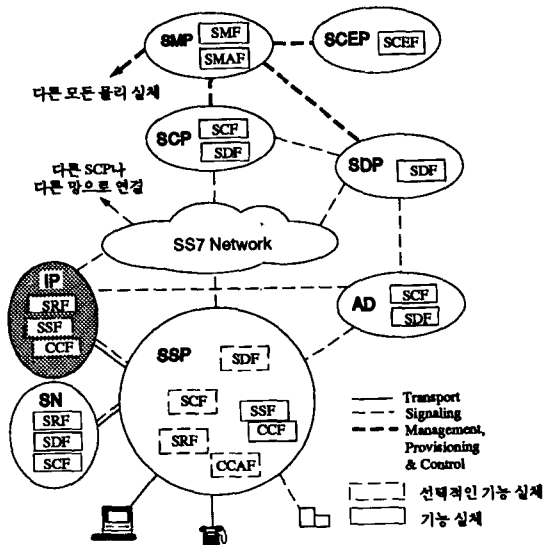 SMP
SMF
SMAF
SCEP
SCEF
다른 모든 물리 실체
SCP
SCF
SDF
SDP
SDF
다른 SCP나
다른 망으로 연결
SS7 Network
IP
SRF
SSF
CCF
AD
SCF
SDF
SSP
SDF
SCF
SSF
CCF
SRF
CCAF
SN
SRF
SDF
SCF
Transport
Signaling
Management,
Provisioning
& Control
선택적인 기능 실체
기능 실체